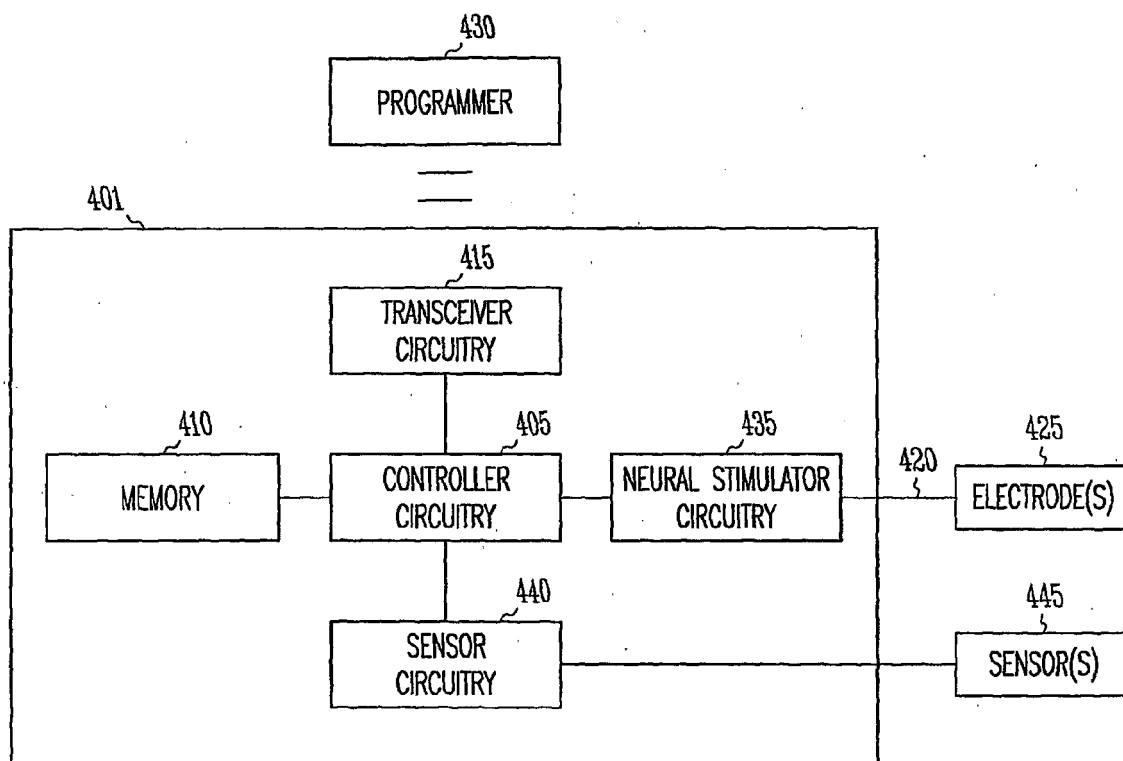 430
PROGRAMMER
401
415
TRANSCEIVER
CIRCUITRY
410
MEMORY
405
CONTROLLER
CIRCUITRY
435
NEURAL STIMULATOR
CIRCUITRY
420
425
ELECTRODE(S)
440
SENSOR
CIRCUITRY
445
SENSOR(S)